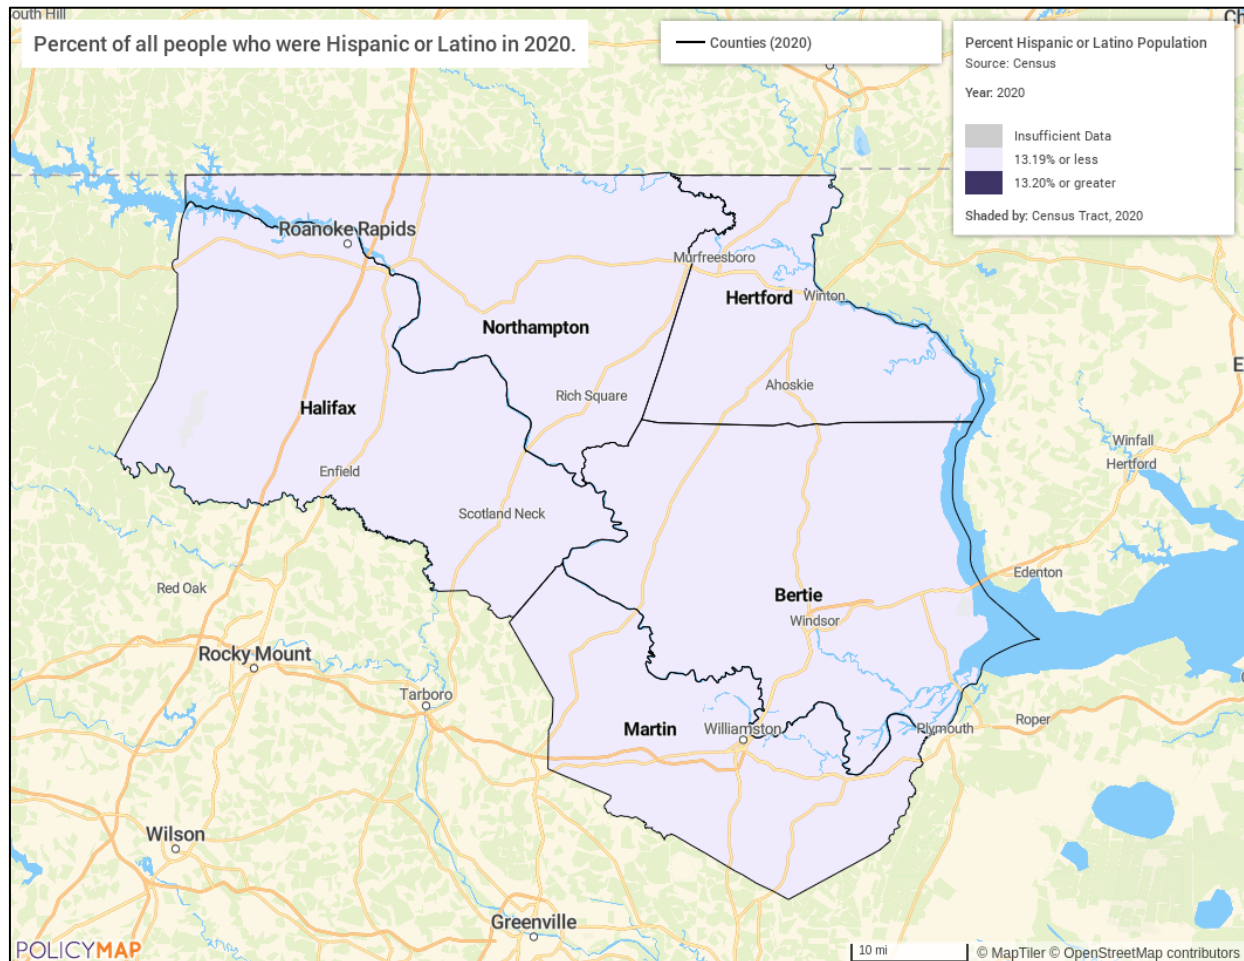 outh Hill
Ch
Percent of all people who were Hispanic or Latino in 2020.
Counties (2020)
Percent Hispanic or Latino Population
Source: Census
Year: 2020
Insufficient Data
13.19% or less
13.20% or greater
Shaded by: Census Tract, 2020
Roanoke Rapids
Murfreesboro
Hertford
Winton
Northampton
E
Ahoskie
Rich Square
Halifax
Winfall
Hertford
Enfield
Scotland Neck
Edenton
Red Oak
Bertie
Windsor
Rocky Mount
Tarboro
Martin
Williamston
Plymouth
Roper
Wilson
Greenville
POLICYMAP
10 mi
© MapTiler © OpenStreetMap contributors